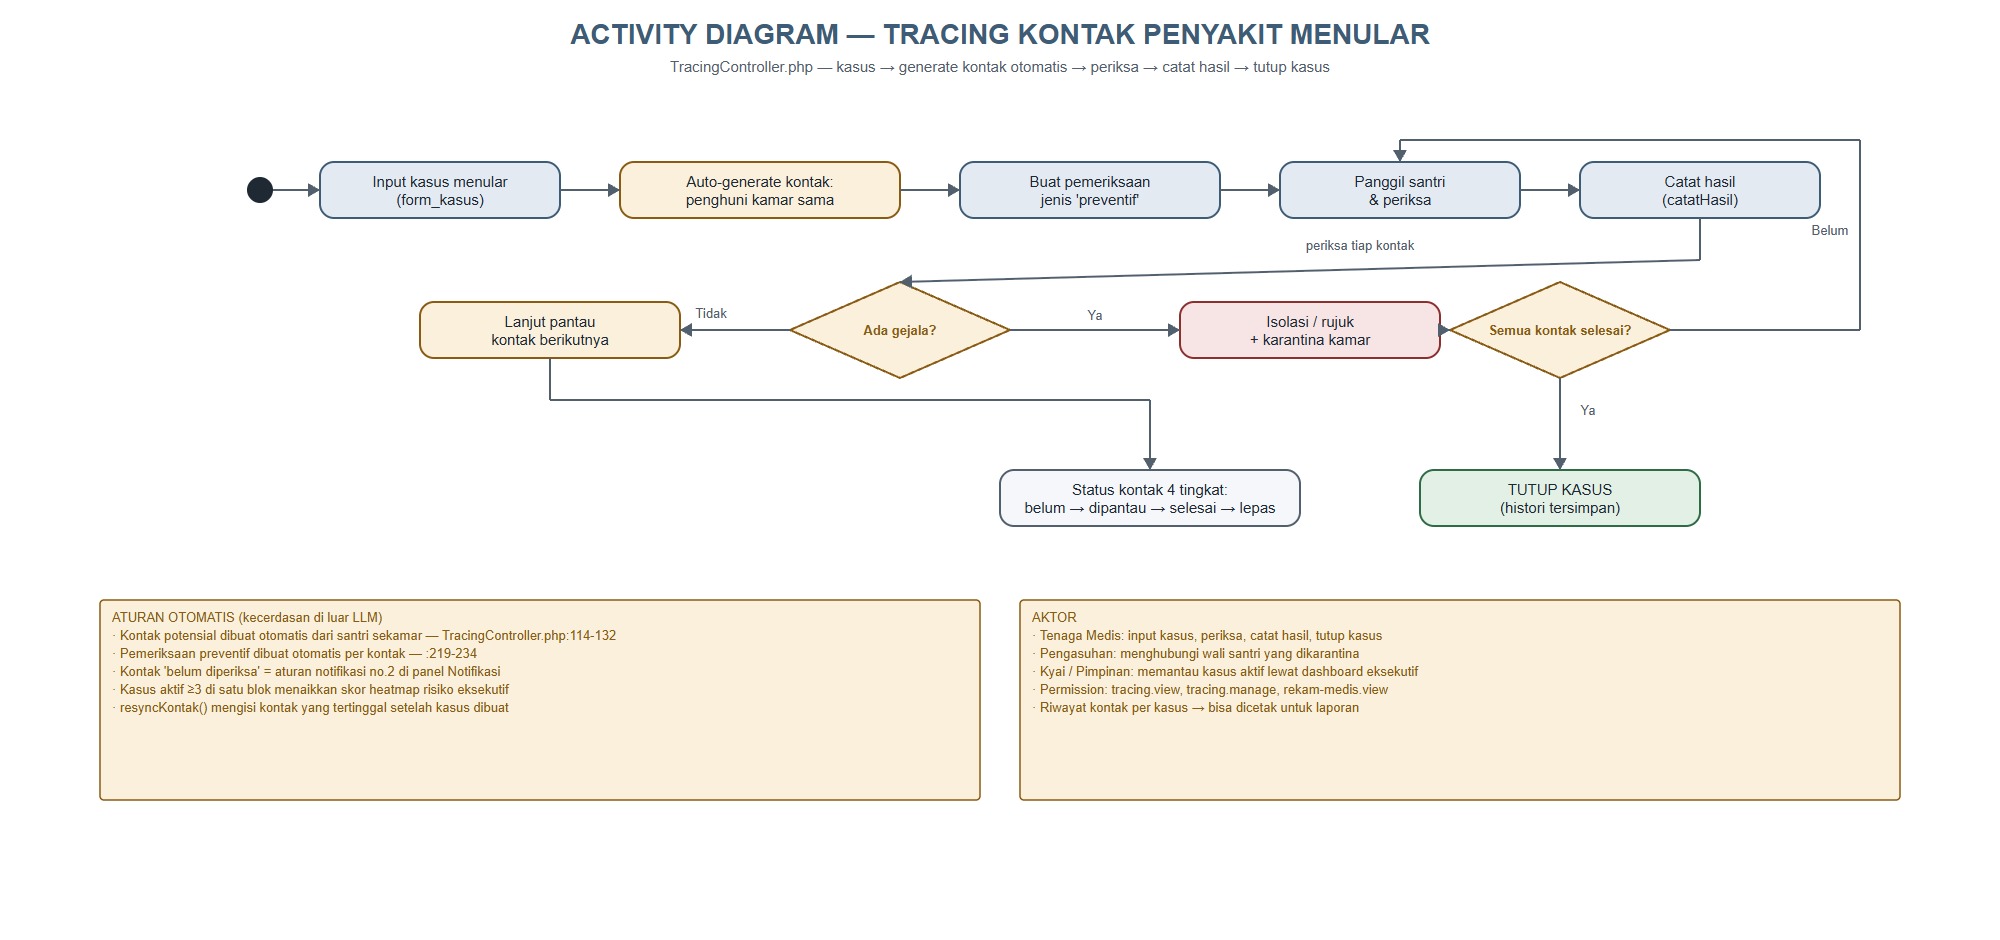 ACTIVITY DIAGRAM — TRACING KONTAK PENYAKIT MENULAR
TracingController.php — kasus → generate kontak otomatis → periksa → catat hasil → tutup kasus
Input kasus menular
(form_kasus)
Auto-generate kontak:
penghuni kamar sama
Buat pemeriksaan
jenis 'preventif'
Panggil santri
& periksa
Catat hasil
(catatHasil)
Belum
periksa tiap kontak
Lanjut pantau
kontak berikutnya
Tidak
Ada gejala?
Ya
Isolasi / rujuk
+ karantina kamar
Semua kontak selesai?
Ya
Status kontak 4 tingkat:
belum → dipantau → selesai → lepas
TUTUP KASUS
(histori tersimpan)
ATURAN OTOMATIS (kecerdasan di luar LLM)
· Kontak potensial dibuat otomatis dari santri sekamar — TracingController.php:114-132
· Pemeriksaan preventif dibuat otomatis per kontak — :219-234
· Kontak 'belum diperiksa' = aturan notifikasi no.2 di panel Notifikasi
· Kasus aktif ≥3 di satu blok menaikkan skor heatmap risiko eksekutif
· resyncKontak() mengisi kontak yang tertinggal setelah kasus dibuat
AKTOR
· Tenaga Medis: input kasus, periksa, catat hasil, tutup kasus
· Pengasuhan: menghubungi wali santri yang dikarantina
· Kyai / Pimpinan: memantau kasus aktif lewat dashboard eksekutif
· Permission: tracing.view, tracing.manage, rekam-medis.view
· Riwayat kontak per kasus → bisa dicetak untuk laporan